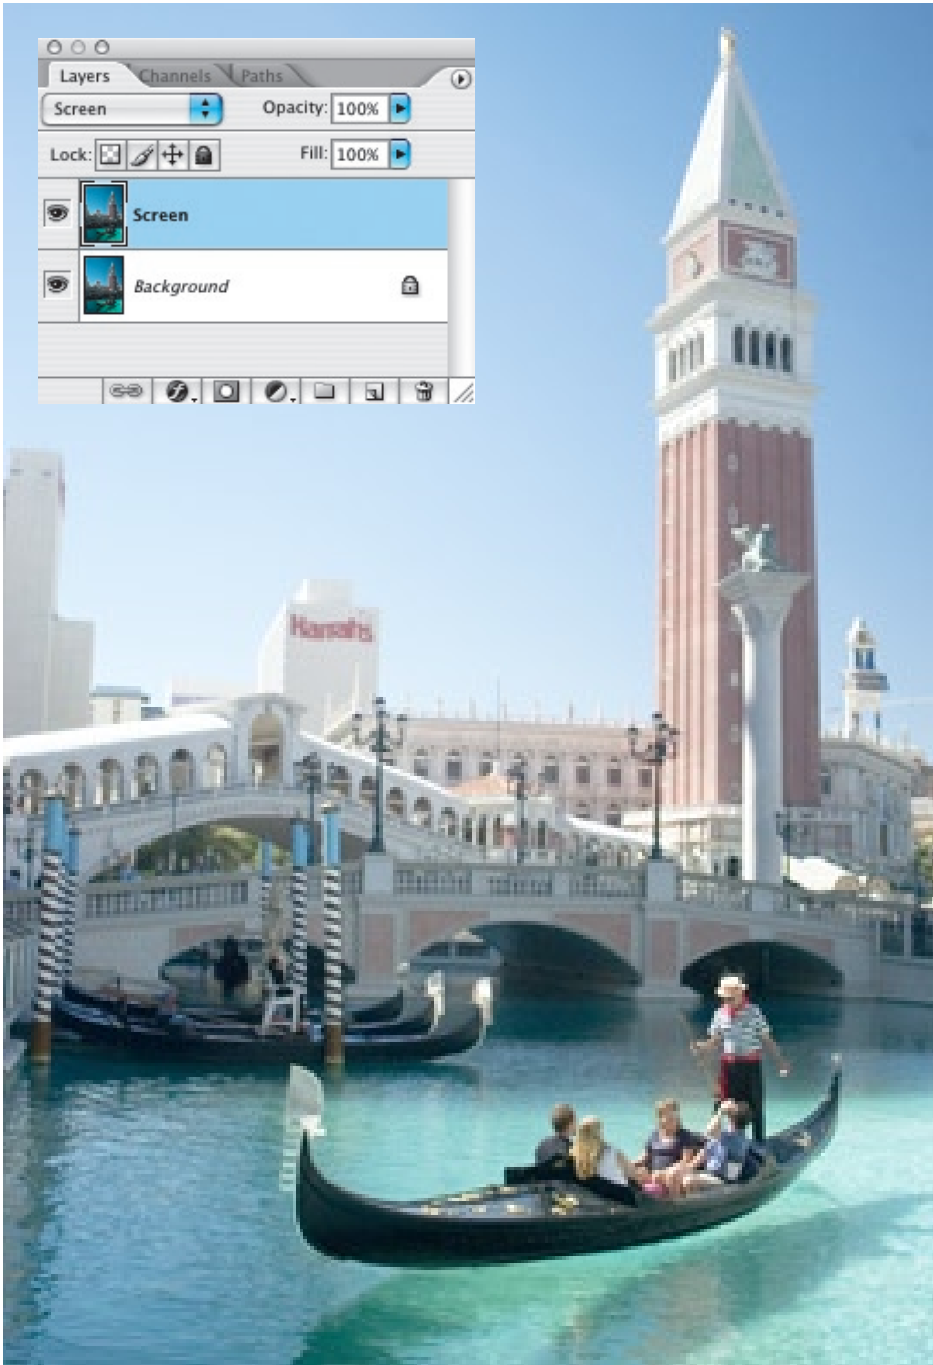 Layers Channels Paths
Screen Opacity: 100%
Lock: Fill: 100%
Screen
Background
Harrah's